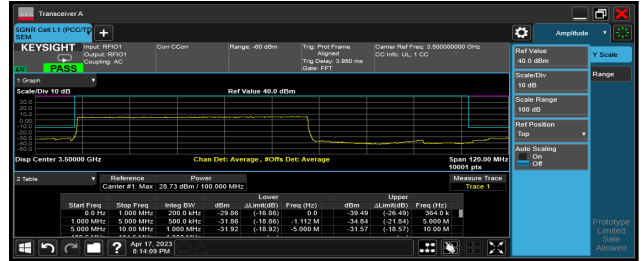 Transceiver A
5GNR Cell L1 (PCC/T
SEM
Amplitude
KEYSIGHT
Input: RFIO1
Output: RFIO1
Coupling: AC
Corr CCorr
Range: -60 dBm
Trig: Prot Frame
Aligned
Trig Delay: 3.950 ms
Gate: FFT
Carrier Ref Freq: 3.500000000 GHz
CC Info: UL, 1 CC
PASS
Ref Value
40.0 dBm
Y Scale
Scale/Div
10 dB
Range
Scale Range
100 dB
Ref Position
Top
Auto Scaling
On
Off
1 Graph
Scale/Div 10 dB
Ref Value 40.0 dBm
30.0
20.0
10.0
0.0
-10.0
-20.0
-30.0
-40.0
-50.0
Disp Center 3.50000 GHz
Chan Det: Average, #Offs Det: Average
Span 120.00 MHz
10001 pts
2 Table
Reference
Power
Carrier #1: Max
28.73 dBm / 100.000 MHz
Measure Trace
Trace 1
Lower
Upper
Start Freq Stop Freq Integ BW dBm ΔLimit(dB) Freq (Hz) dBm ΔLimit(dB) Freq (Hz)
0.0 Hz 1.000 MHz 200.0 kHz -29.86 (-16.86) 0.0 -39.49 (-26.49) 364.0 k
1.000 MHz 5.000 MHz 500.0 kHz -31.86 (-18.86) -1.112 M -34.84 (-21.84) 5.000 M
5.000 MHz 10.00 MHz 1.000 MHz -31.92 (-18.92) -5.000 M -31.57 (-18.57) 10.00 M
Prototype
Limited
Sale
Allowed
?
Apr 17, 2023
8:14:09 PM